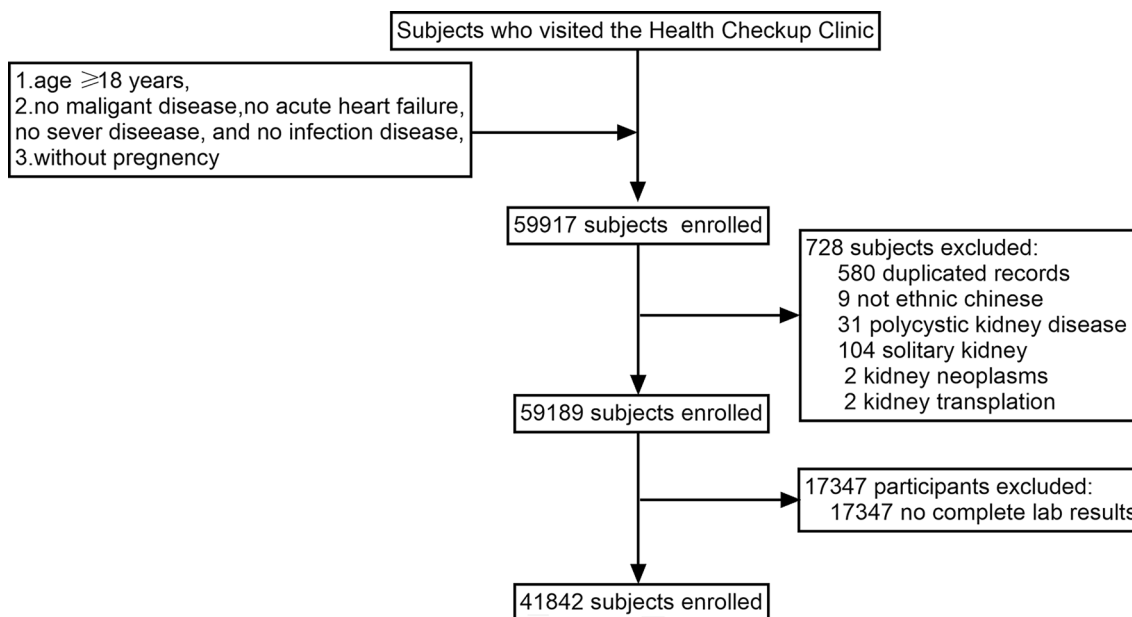 Subjects who visited the Health Checkup Clinic
1.age ≥18 years,
2.no maligant disease,no acute heart failure,
no sever diseease, and no infection disease,
3.without pregnency
59917 subjects enrolled
728 subjects excluded:
580 duplicated records
9 not ethnic chinese
31 polycystic kidney disease
104 solitary kidney
2 kidney neoplasms
2 kidney transplation
59189 subjects enrolled
17347 participants excluded:
17347 no complete lab results
41842 subjects enrolled